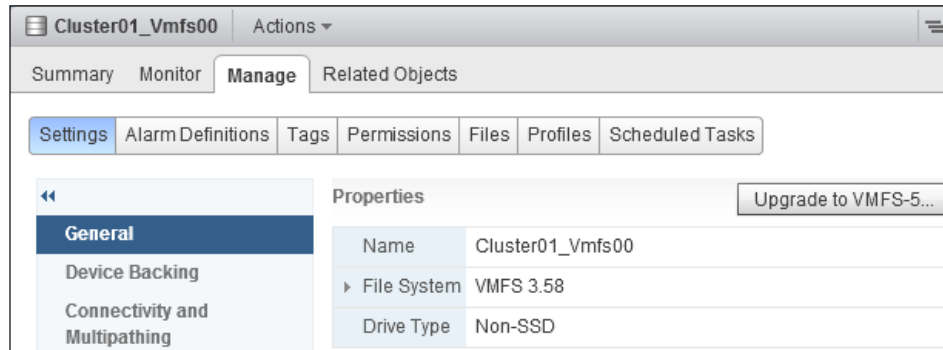 Cluster01_Vmfs00 Actions
Summary Monitor Manage Related Objects
Settings Alarm Definitions Tags Permissions Files Profiles Scheduled Tasks
Properties Upgrade to VMFS-5...
General
Name Cluster01_Vmfs00
Device Backing
File System VMFS 3.58
Connectivity and
Multipathing
Drive Type Non-SSD